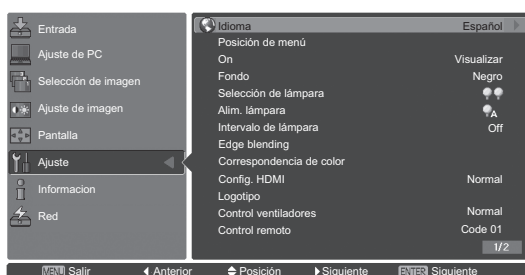 Entrada
Ajuste de PC
Selección de imagen
Ajuste de imagen
Pantalla
Ajuste
Informacion
Red
Idioma Español
Posición de menú
On Visualizar
Fondo Negro
Selección de lámpara
Alim. lámpara A
Intervalo de lámpara Off
Edge blending
Correspondencia de color
Config. HDMI Normal
Logotipo
Control ventiladores Normal
Control remoto Code 01
1/2
MENU Salir Anterior Posición Siguiente ENTER Siguiente